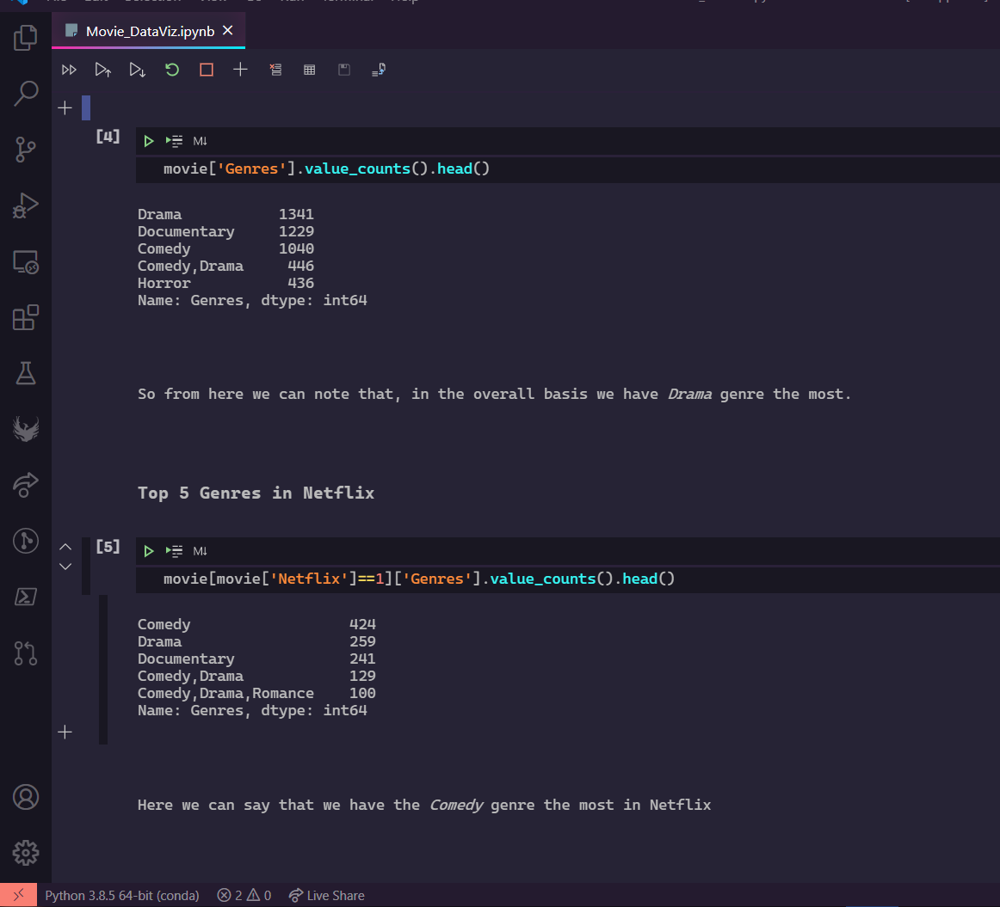 Movie_DataViz.ipynb
[4]
M↓
movie['Genres'].value_counts().head()
Drama 1341
Documentary 1229
Comedy 1040
Comedy,Drama 446
Horror 436
Name: Genres, dtype: int64
So from here we can note that, in the overall basis we have Drama genre the most.
Top 5 Genres in Netflix
[5]
M↓
movie[movie['Netflix']==1]['Genres'].value_counts().head()
Comedy 424
Drama 259
Documentary 241
Comedy,Drama 129
Comedy,Drama,Romance 100
Name: Genres, dtype: int64
Here we can say that we have the Comedy genre the most in Netflix
Python 3.8.5 64-bit (conda) 2 0 Live Share